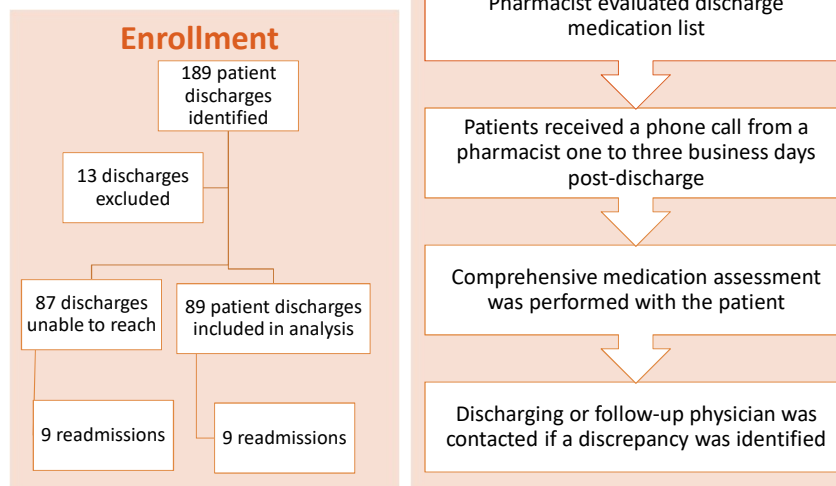 Enrollment
189 patient
discharges
identified
13 discharges
excluded
87 discharges
unable to reach
89 patient discharges
included in analysis
9 readmissions
9 readmissions
Pharmacist evaluated discharge
medication list
Patients received a phone call from a
pharmacist one to three business days
post-discharge
Comprehensive medication assessment
was performed with the patient
Discharging or follow-up physician was
contacted if a discrepancy was identified